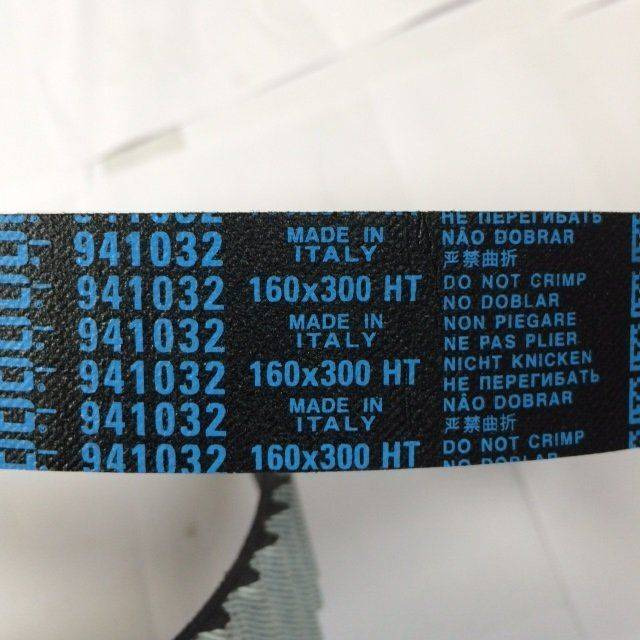 941032
941032
941032
941032
941032
941032
MADE IN
ITALY
160x300 HT
MADE IN
ITALY
160x300 HT
MADE IN
ITALY
160x300 HT
НЕ ПЕРЕГИБАТЬ
NÃO DOBRAR
严禁曲折
DO NOT CRIMP
NO DOBLAR
NON PIEGARE
NE PAS PLIER
NICHT KNICKEN
НЕ ПЕРЕГИБАТЬ
NÃO DOBRAR
严禁曲折
DO NOT CRIMP